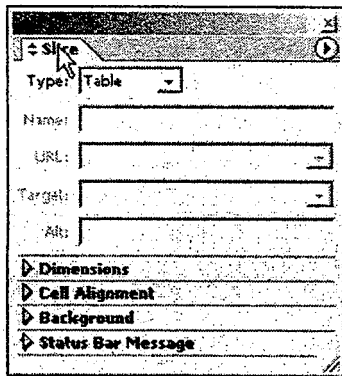 Slice
Type: Table
Name:
URL:
Target:
Alt:
Dimensions
Cell Alignment
Background
Status Bar Message